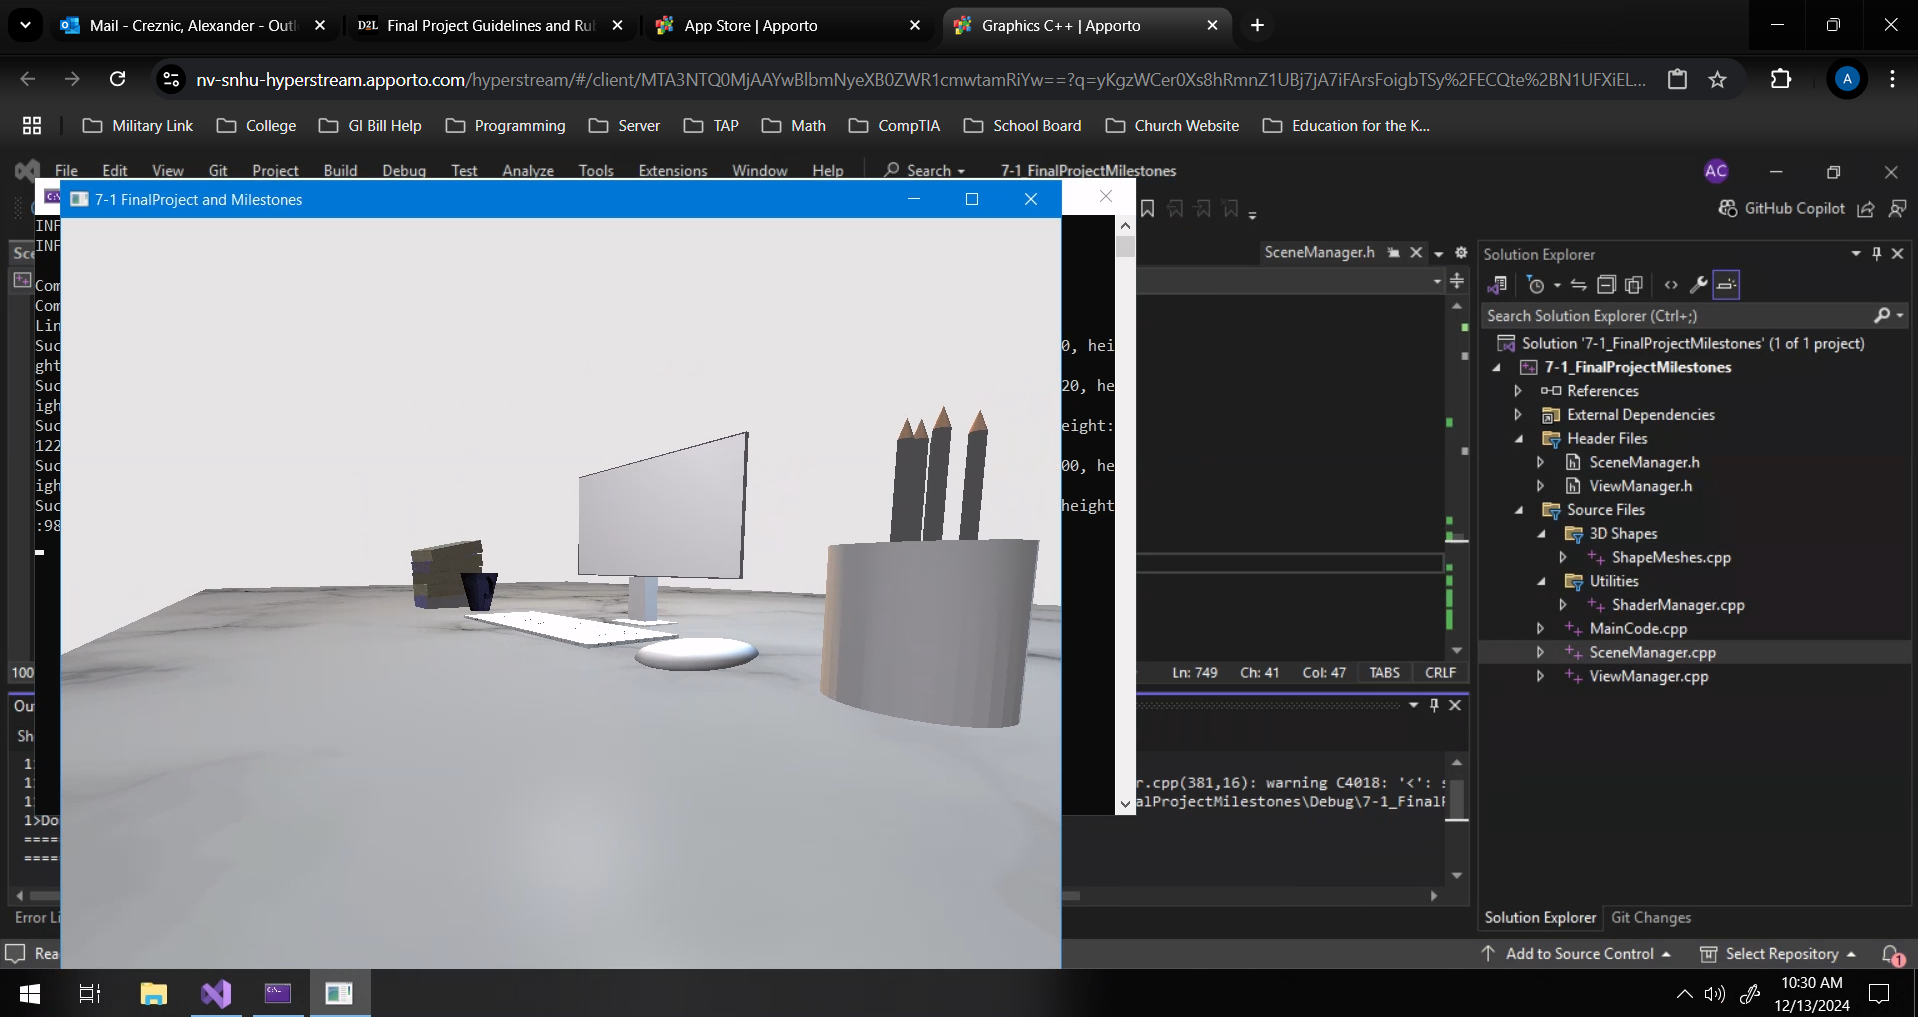 Mail - Creznic, Alexander - Outl
Final Project Guidelines and Ru
App Store | Apporto
Graphics C++ | Apporto
nv-snhu-hyperstream.apporto.com/hyperstream/#/client/MTA3NTQ0MjAAYwBlbmNyeXB0ZWR1cmwtamRiYw==?q=yKgzWCer0Xs8hRmnZ1UBj7jA7iFArsFoigbTSy%2FECQte%2BN1UFXiEL...
A
Military Link
College
GI Bill Help
Programming
Server
TAP
Math
CompTIA
School Board
Church Website
Education for the K...
File Edit View Git Project Build Debug Test Analyze Tools Extensions Window Help
Search
7-1_FinalProjectMilestones
AC
7-1 FinalProject and Milestones
GitHub Copilot
INF
INF
Com
Com
Lin
Suc
0, hei
ght
Suc
20, he
igh
Suc
eight:
122
Suc
00, he
igh
Suc
height
:98
SceneManager.h
Ln: 749 Ch: 41 Col: 47 TABS CRLF
100
Ou
Sh
1
1
1
1>Do
====
====
r.cpp(381,16): warning C4018: '<': s
alProjectMilestones\Debug\7-1_Final
Error Li
Rea
Solution Explorer
Search Solution Explorer (Ctrl+;)
Solution '7-1_FinalProjectMilestones' (1 of 1 project)
7-1_FinalProjectMilestones
References
External Dependencies
Header Files
SceneManager.h
ViewManager.h
Source Files
3D Shapes
ShapeMeshes.cpp
Utilities
ShaderManager.cpp
MainCode.cpp
SceneManager.cpp
ViewManager.cpp
Solution Explorer Git Changes
Add to Source Control
Select Repository
1
10:30 AM
12/13/2024